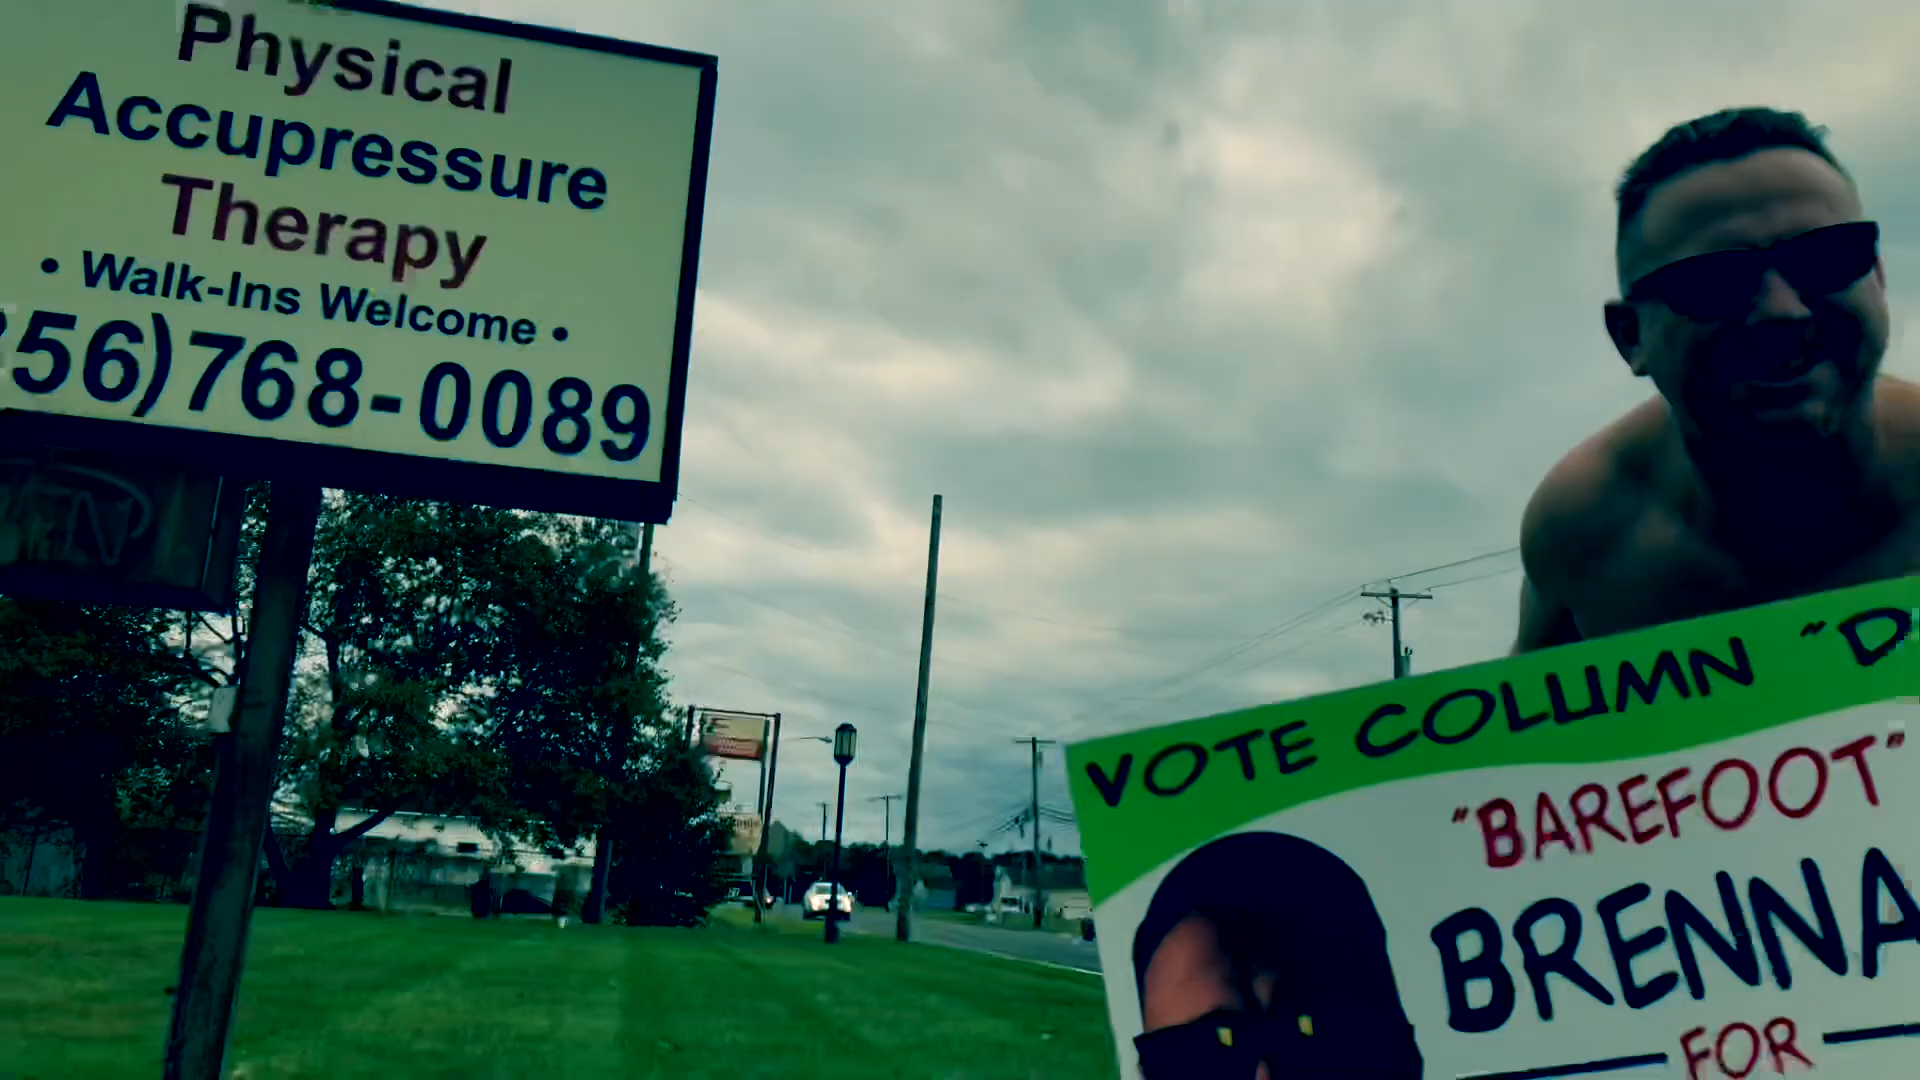 Physical
Accupressure
Therapy
• Walk-Ins Welcome •
56)768-0089
VOTE COLUMN "D
"BAREFOOT"
BRENNA
FOR